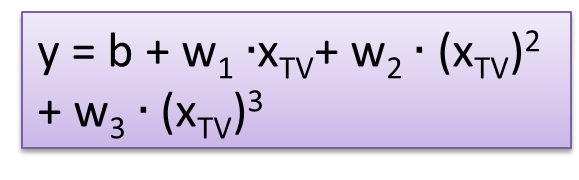 y = b + w₁ ·x_TV+ w₂ · (x_TV)²
+ w₃ · (x_TV)³